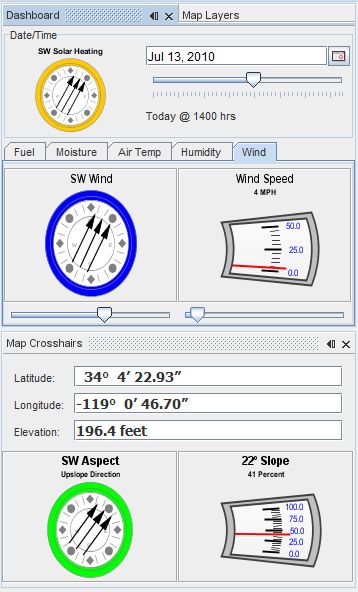 Dashboard
Map Layers
Date/Time
SW Solar Heating
Jul 13, 2010
Today @ 1400 hrs
Fuel Moisture Air Temp Humidity Wind
SW Wind
W E
Wind Speed
4 MPH
50.0
25.0
0.0
Map Crosshairs
Latitude: 34º 4′ 22.93″
Longitude: -119º 0′ 46.70″
Elevation: 196.4 feet
SW Aspect
Upslope Direction
22º Slope
41 Percent
100.0
75.0
50.0
25.0
0.0